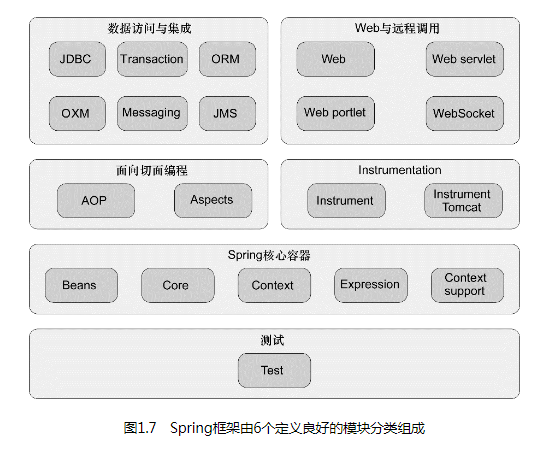 数据访问与集成
Web与远程调用
JDBC
Transaction
ORM
Web
Web servlet
OXM
Messaging
JMS
Web portlet
WebSocket
面向切面编程
Instrumentation
AOP
Aspects
Instrument
Instrument
Tomcat
Spring核心容器
Beans
Core
Context
Expression
Context
support
测试
Test
图1.7 Spring框架由6个定义良好的模块分类组成